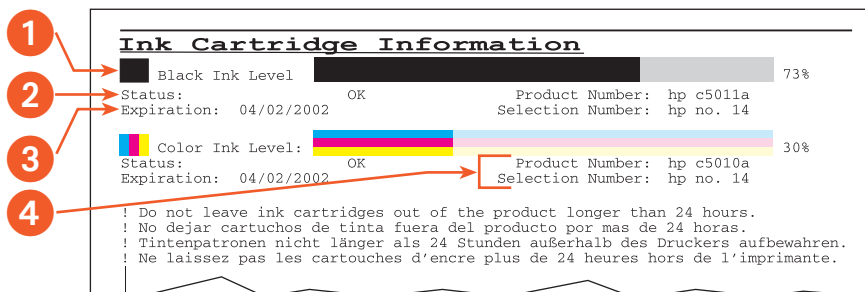 Ink Cartridge Information
1
Black Ink Level 73%
2
Status: OK Product Number: hp c5011a
Expiration: 04/02/2002 Selection Number: hp no. 14
3
Color Ink Level: 30%
Status: OK Product Number: hp c5010a
Expiration: 04/02/2002 Selection Number: hp no. 14
4
! Do not leave ink cartridges out of the product longer than 24 hours.
! No dejar cartuchos de tinta fuera del producto por mas de 24 horas.
! Tintenpatronen nicht länger als 24 Stunden außerhalb des Druckers aufbewahren.
! Ne laissez pas les cartouches d'encre plus de 24 heures hors de l'imprimante.